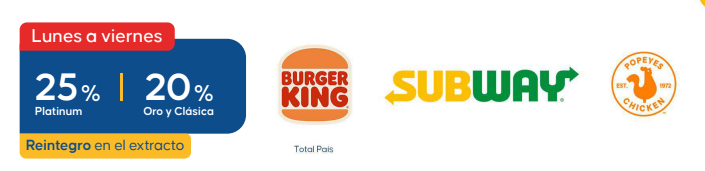 Lunes a viernes
25% 20%
Platinum Oro y Clásica
Reintegro en el extracto
BURGER
KING
Total País
SUBWAY
POPEYES
EST. 1972
CHICKEN